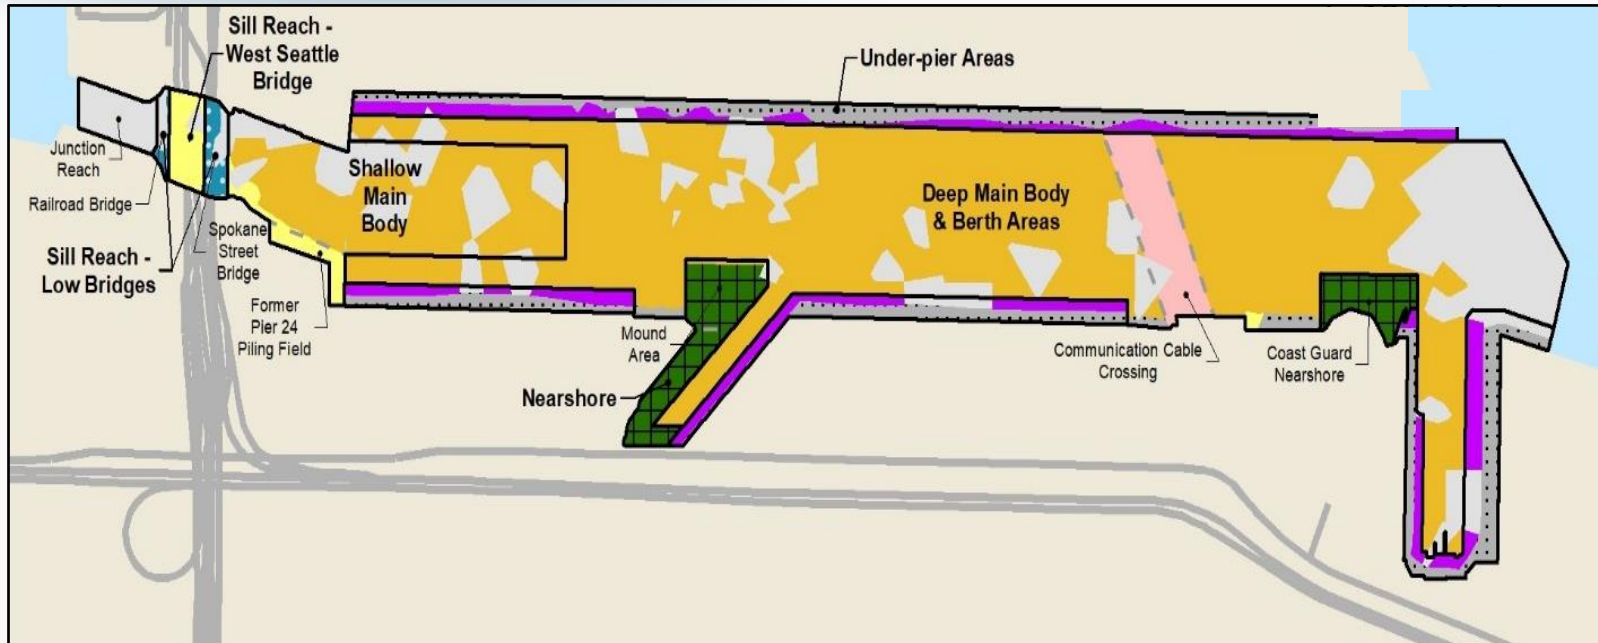 Sill Reach -
West Seattle
Bridge
Under-pier Areas
Junction
Reach
Railroad Bridge
Sill Reach -
Low Bridges
Spokane
Street
Bridge
Former
Pier 24
Piling Field
Shallow
Main
Body
Deep Main Body
& Berth Areas
Mound
Area
Nearshore
Communication Cable
Crossing
Coast Guard
Nearshore